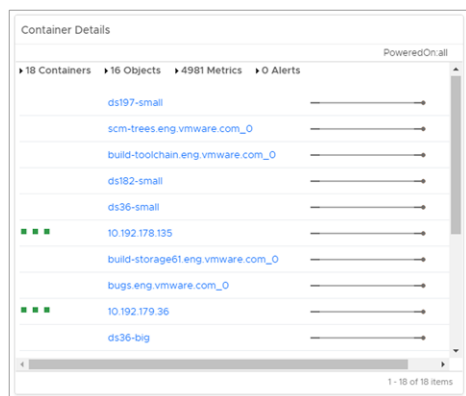 Container Details
PoweredOn:all
18 Containers 16 Objects 4981 Metrics 0 Alerts
ds197-small
scm-trees.eng.vmware.com_0
build-toolchain.eng.vmware.com_0
ds182-small
ds36-small
10.192.178.135
build-storage61.eng.vmware.com_0
bugs.eng.vmware.com_0
10.192.179.36
ds36-big
1 - 18 of 18 items